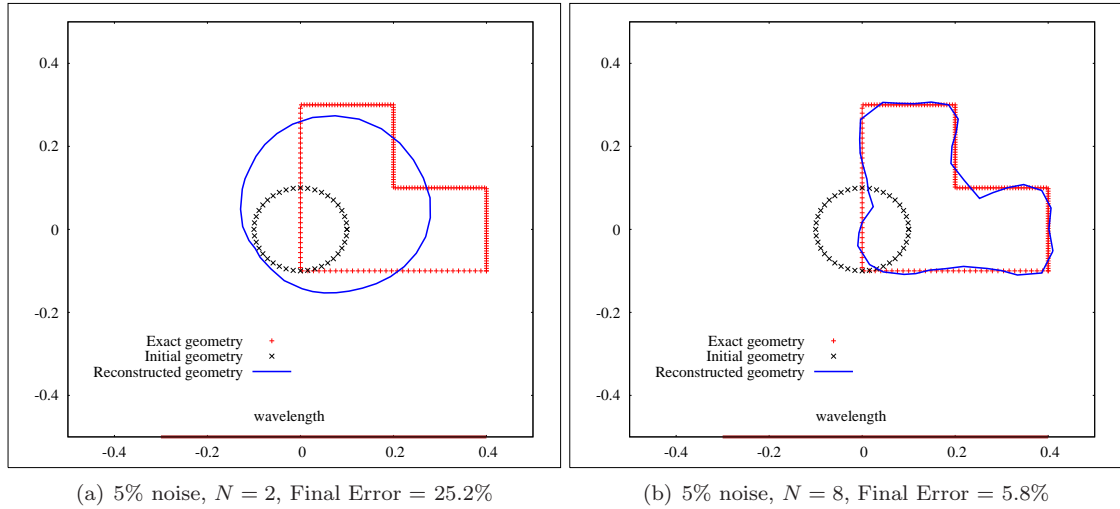 0.4
0.2
0
-0.2
-0.4
Exact geometry
Initial geometry
Reconstructed geometry
wavelength
-0.4 -0.2 0 0.2 0.4
(a) 5% noise, N = 2, Final Error = 25.2%
0.4
0.2
0
-0.2
-0.4
Exact geometry
Initial geometry
Reconstructed geometry
wavelength
-0.4 -0.2 0 0.2 0.4
(b) 5% noise, N = 8, Final Error = 5.8%